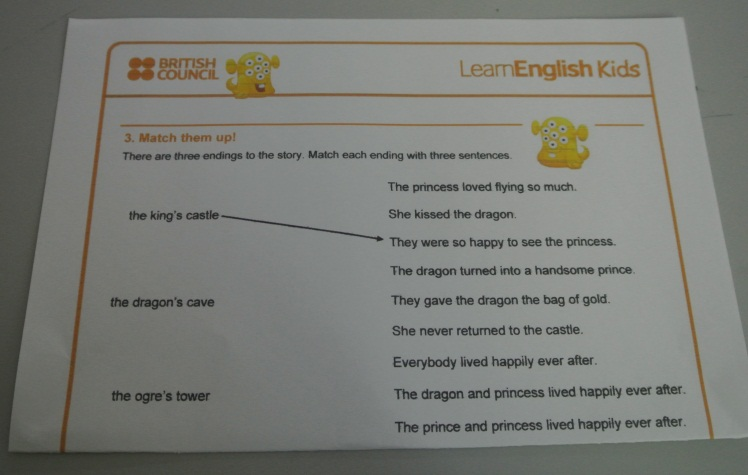 BRITISH
COUNCIL
LearnEnglish Kids
3. Match them up!
There are three endings to the story. Match each ending with three sentences.
The princess loved flying so much.
the king's castle
She kissed the dragon.
They were so happy to see the princess.
The dragon turned into a handsome prince.
the dragon's cave
They gave the dragon the bag of gold.
She never returned to the castle.
Everybody lived happily ever after.
the ogre's tower
The dragon and princess lived happily ever after.
The prince and princess lived happily ever after.